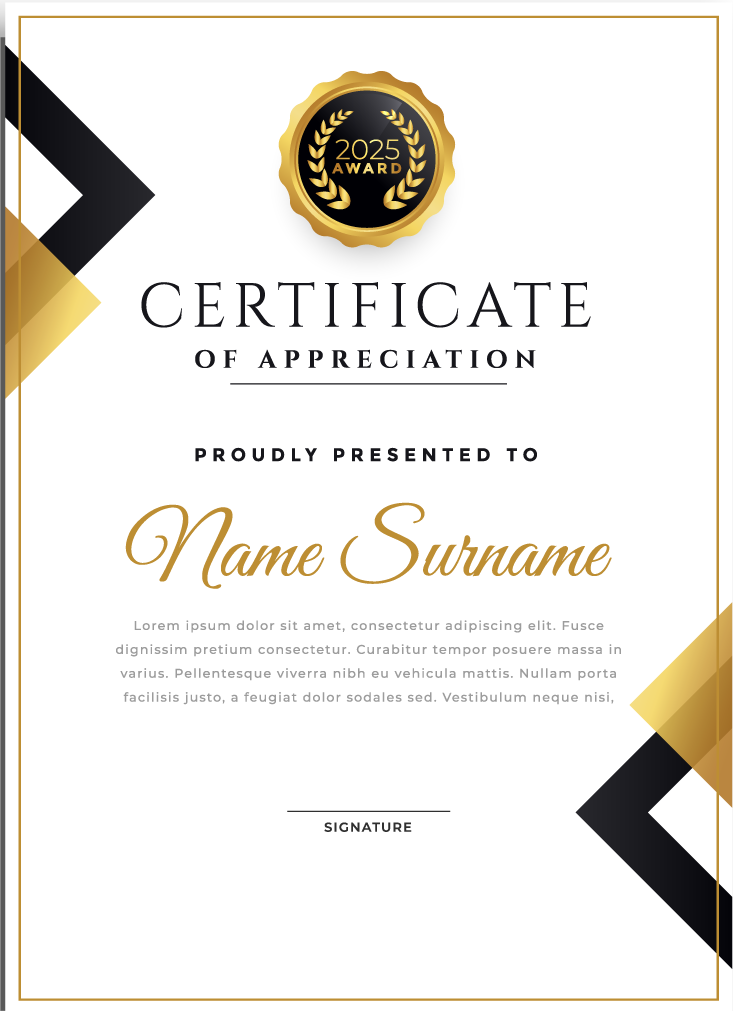 2025
AWARD
CERTIFICATE
OF APPRECIATION
PROUDLY PRESENTED TO
Name Surname
Lorem ipsum dolor sit amet, consectetur adipiscing elit. Fusce
dignissim pretium consectetur. Curabitur tempor posuere massa in
varius. Pellentesque viverra nibh eu vehicula mattis. Nullam porta
facilisis justo, a feugiat dolor sodales sed. Vestibulum neque nisi,
SIGNATURE